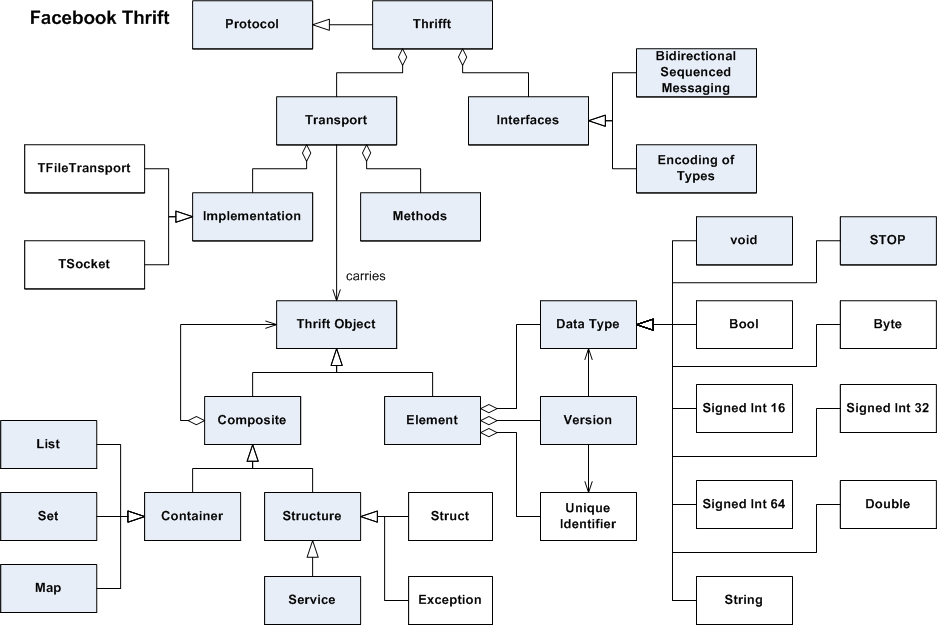 Facebook Thrift
Protocol
Thrifft
Bidirectional
Sequenced
Messaging
Transport
Interfaces
TFileTransport
Encoding of
Types
Implementation
Methods
void
STOP
TSocket
carries
Thrift Object
Data Type
Bool
Byte
Composite
Element
Version
Signed Int 16
Signed Int 32
List
Set
Container
Structure
Struct
Unique
Identifier
Signed Int 64
Double
Map
Service
Exception
String